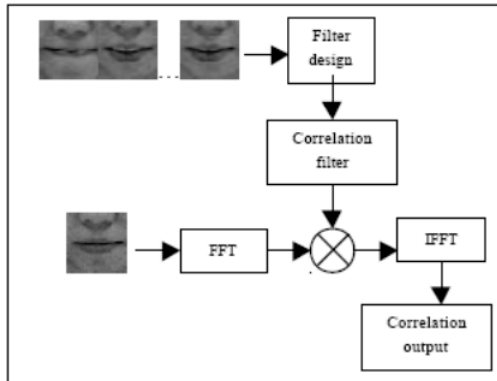 Filter
design
Correlation
filter
FFT
IFFT
Correlation
output